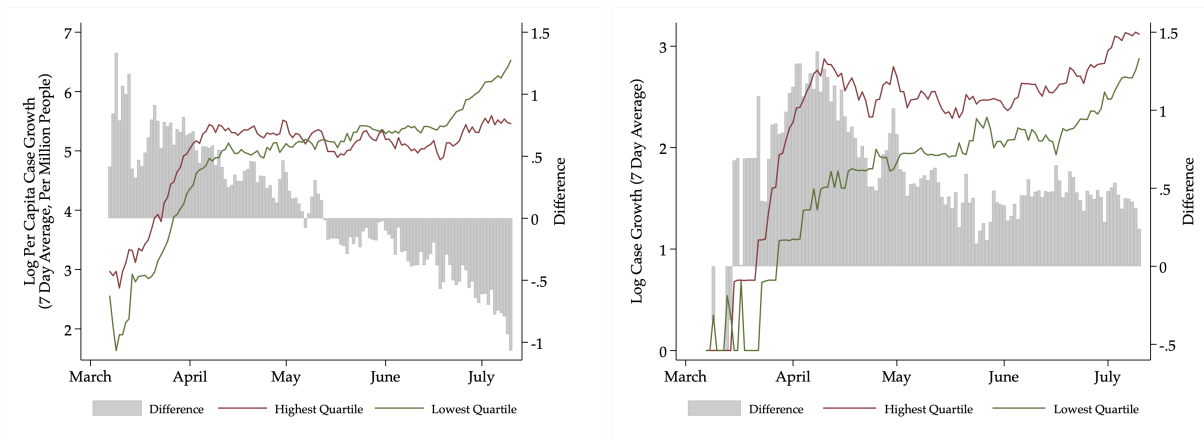 Log Per Capita Case Growth
(7 Day Average, Per Million People)
7
6
5
4
3
2
1.5
1
.5
0
-.5
-1
Difference
March April May June July
Difference Highest Quartile Lowest Quartile
Log Case Growth (7 Day Average)
3
2
1
0
1.5
1
.5
0
-.5
Difference
March April May June July
Difference Highest Quartile Lowest Quartile